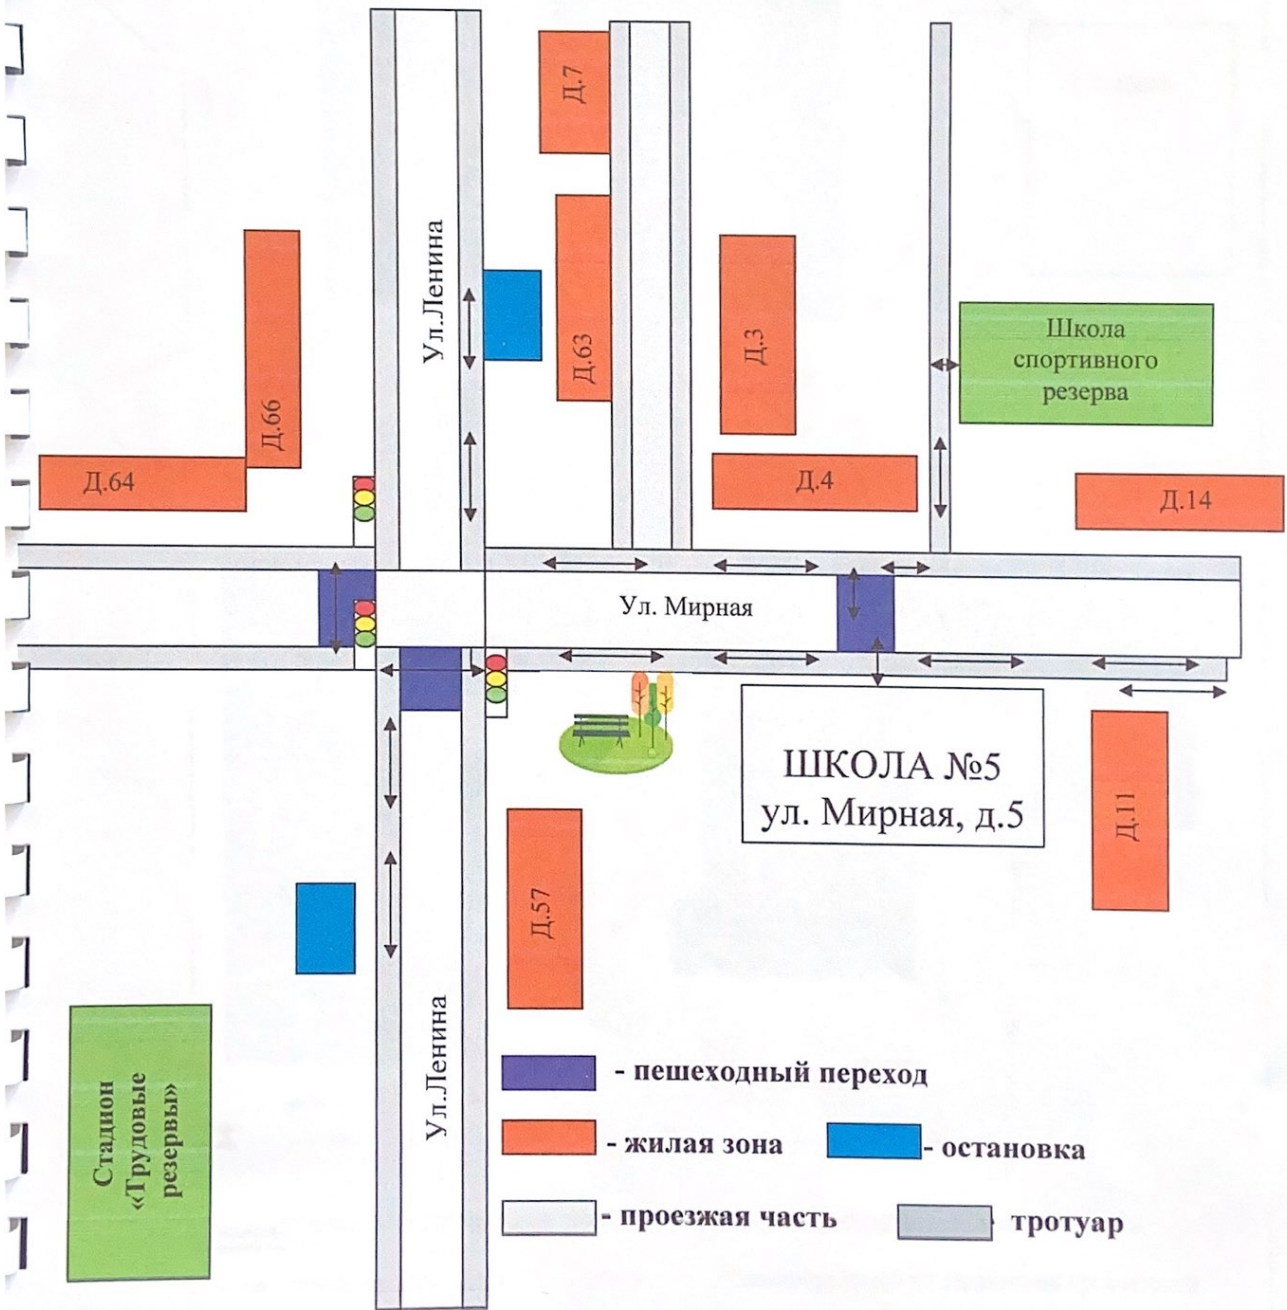 Д.7
Ул.Ленина
Д.63
Д.3
Школа
спортивного
резерва
Д.66
Д.64
Д.4
Д.14
Ул. Мирная
ШКОЛА №5
ул. Мирная, д.5
Д.11
Д.57
Ул.Ленина
Стадион
«Трудовые
резервы»
- пешеходный переход
- жилая зона
- остановка
- проезжая часть
тротуар